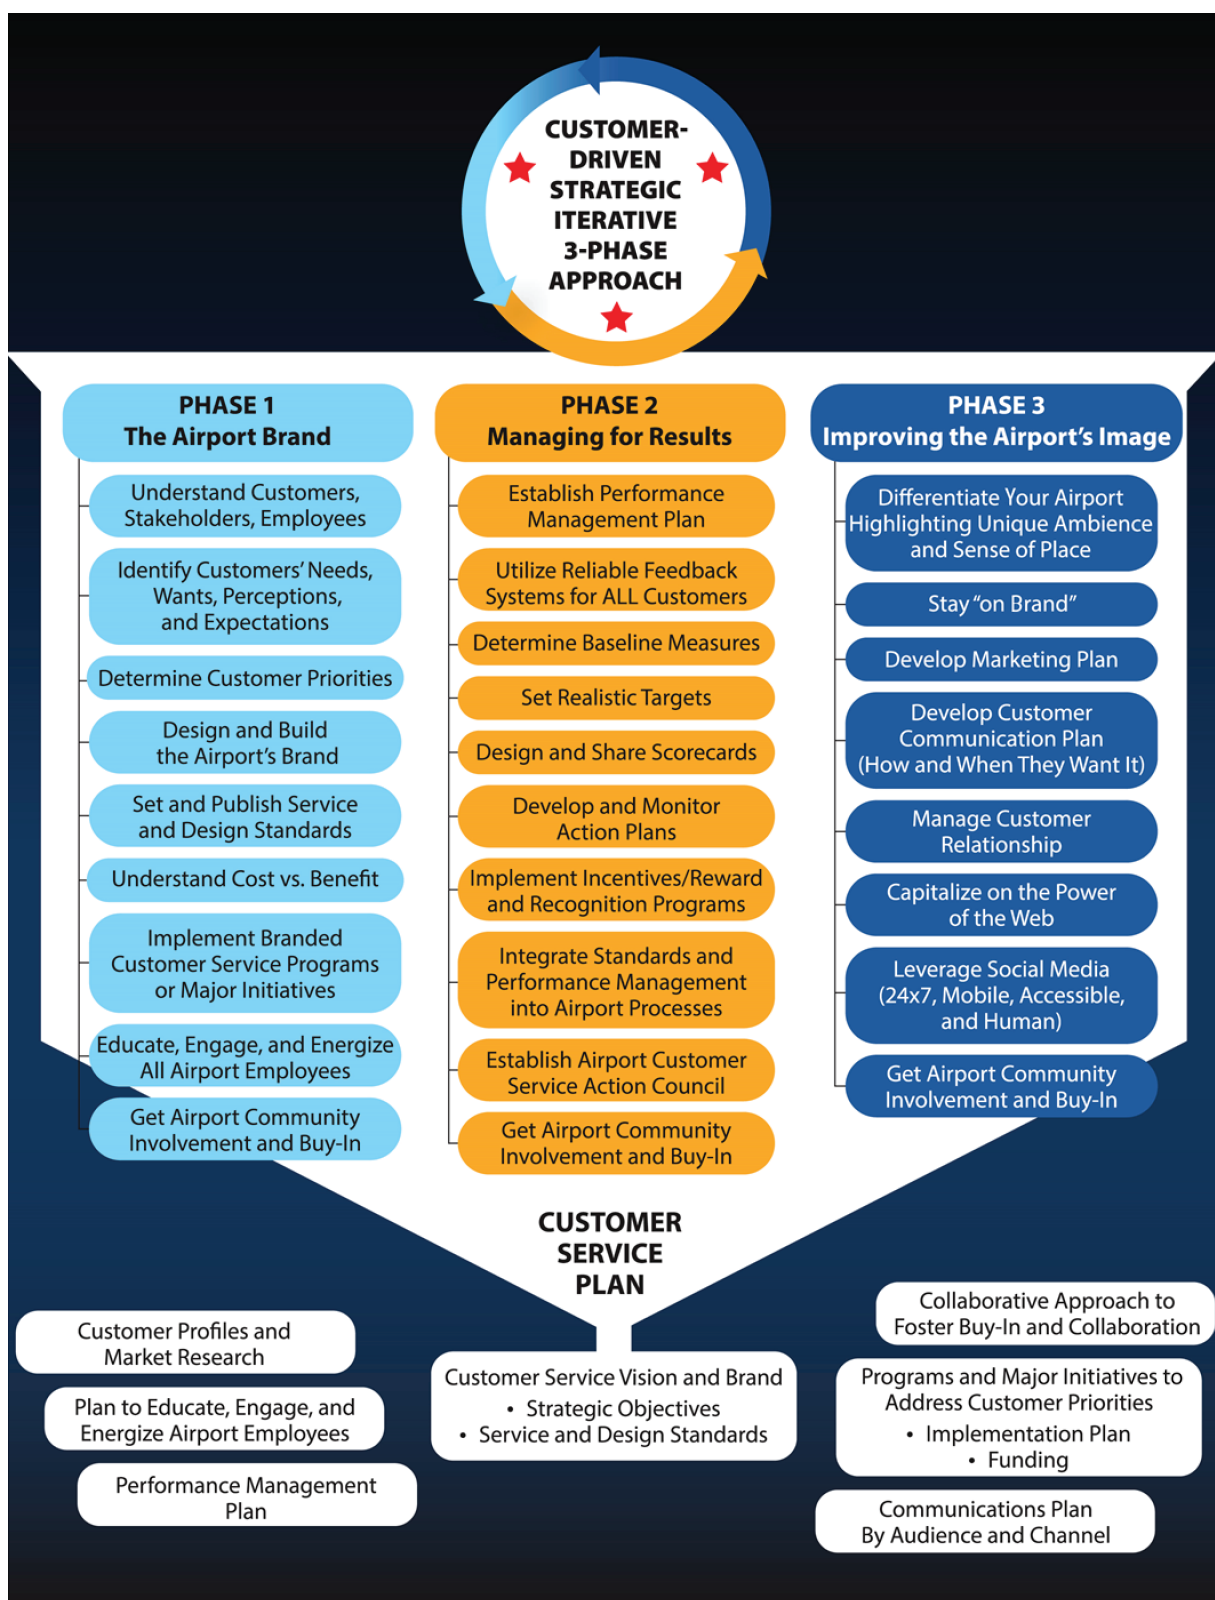 CUSTOMER-
DRIVEN
STRATEGIC
ITERATIVE
3-PHASE
APPROACH
PHASE 1
The Airport Brand
Understand Customers,
Stakeholders, Employees
Identify Customers' Needs,
Wants, Perceptions,
and Expectations
Determine Customer Priorities
Design and Build
the Airport's Brand
Set and Publish Service
and Design Standards
Understand Cost vs. Benefit
Implement Branded
Customer Service Programs
or Major Initiatives
Educate, Engage, and Energize
All Airport Employees
Get Airport Community
Involvement and Buy-In
PHASE 2
Managing for Results
Establish Performance
Management Plan
Utilize Reliable Feedback
Systems for ALL Customers
Determine Baseline Measures
Set Realistic Targets
Design and Share Scorecards
Develop and Monitor
Action Plans
Implement Incentives/Reward
and Recognition Programs
Integrate Standards and
Performance Management
into Airport Processes
Establish Airport Customer
Service Action Council
Get Airport Community
Involvement and Buy-In
PHASE 3
Improving the Airport's Image
Differentiate Your Airport
Highlighting Unique Ambience
and Sense of Place
Stay "on Brand"
Develop Marketing Plan
Develop Customer
Communication Plan
(How and When They Want It)
Manage Customer
Relationship
Capitalize on the Power
of the Web
Leverage Social Media
(24x7, Mobile, Accessible,
and Human)
Get Airport Community
Involvement and Buy-In
CUSTOMER
SERVICE
PLAN
Customer Profiles and
Market Research
Plan to Educate, Engage, and
Energize Airport Employees
Performance Management
Plan
Customer Service Vision and Brand
• Strategic Objectives
• Service and Design Standards
Collaborative Approach to
Foster Buy-In and Collaboration
Programs and Major Initiatives to
Address Customer Priorities
• Implementation Plan
• Funding
Communications Plan
By Audience and Channel